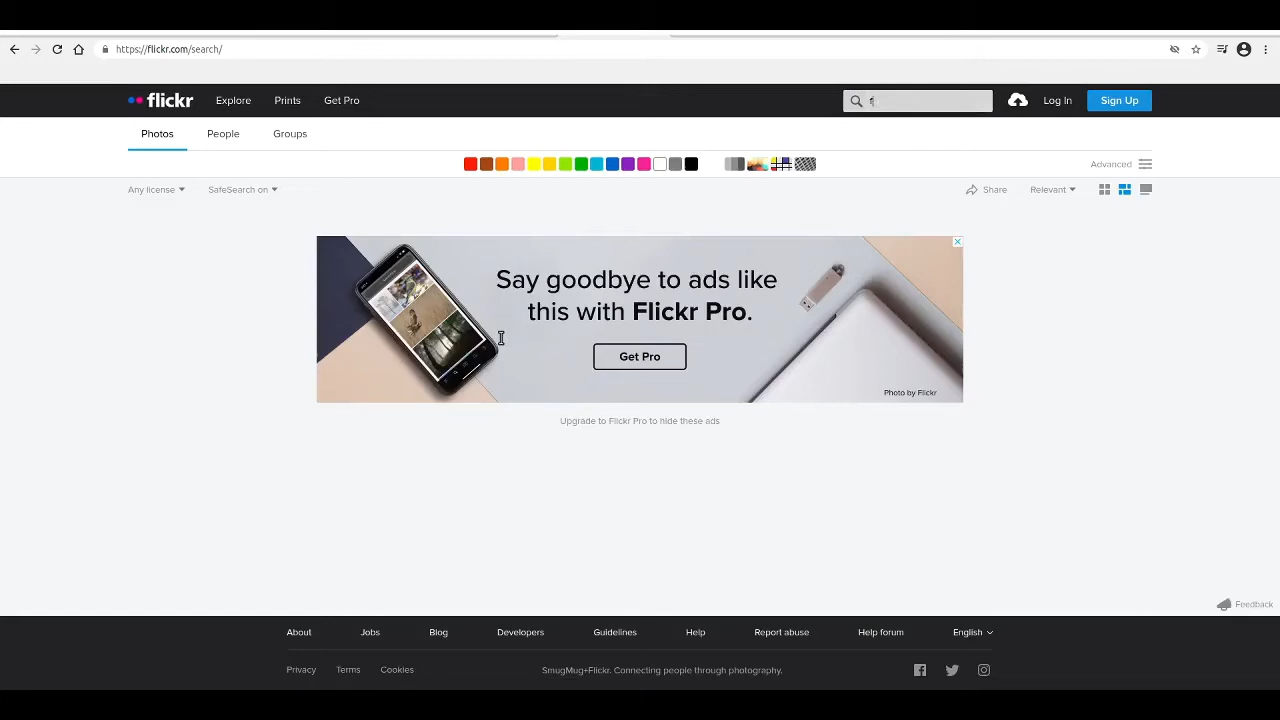 https://flickr.com/search/
flickr Explore Prints Get Pro f Log In Sign Up
Photos People Groups
Advanced
Any license SafeSearch on Share Relevant
Say goodbye to ads like
this with Flickr Pro.
Get Pro
Photo by Flickr
Upgrade to Flickr Pro to hide these ads
Feedback
About Jobs Blog Developers Guidelines Help Report abuse Help forum English
Privacy Terms Cookies SmugMug+Flickr. Connecting people through photography.